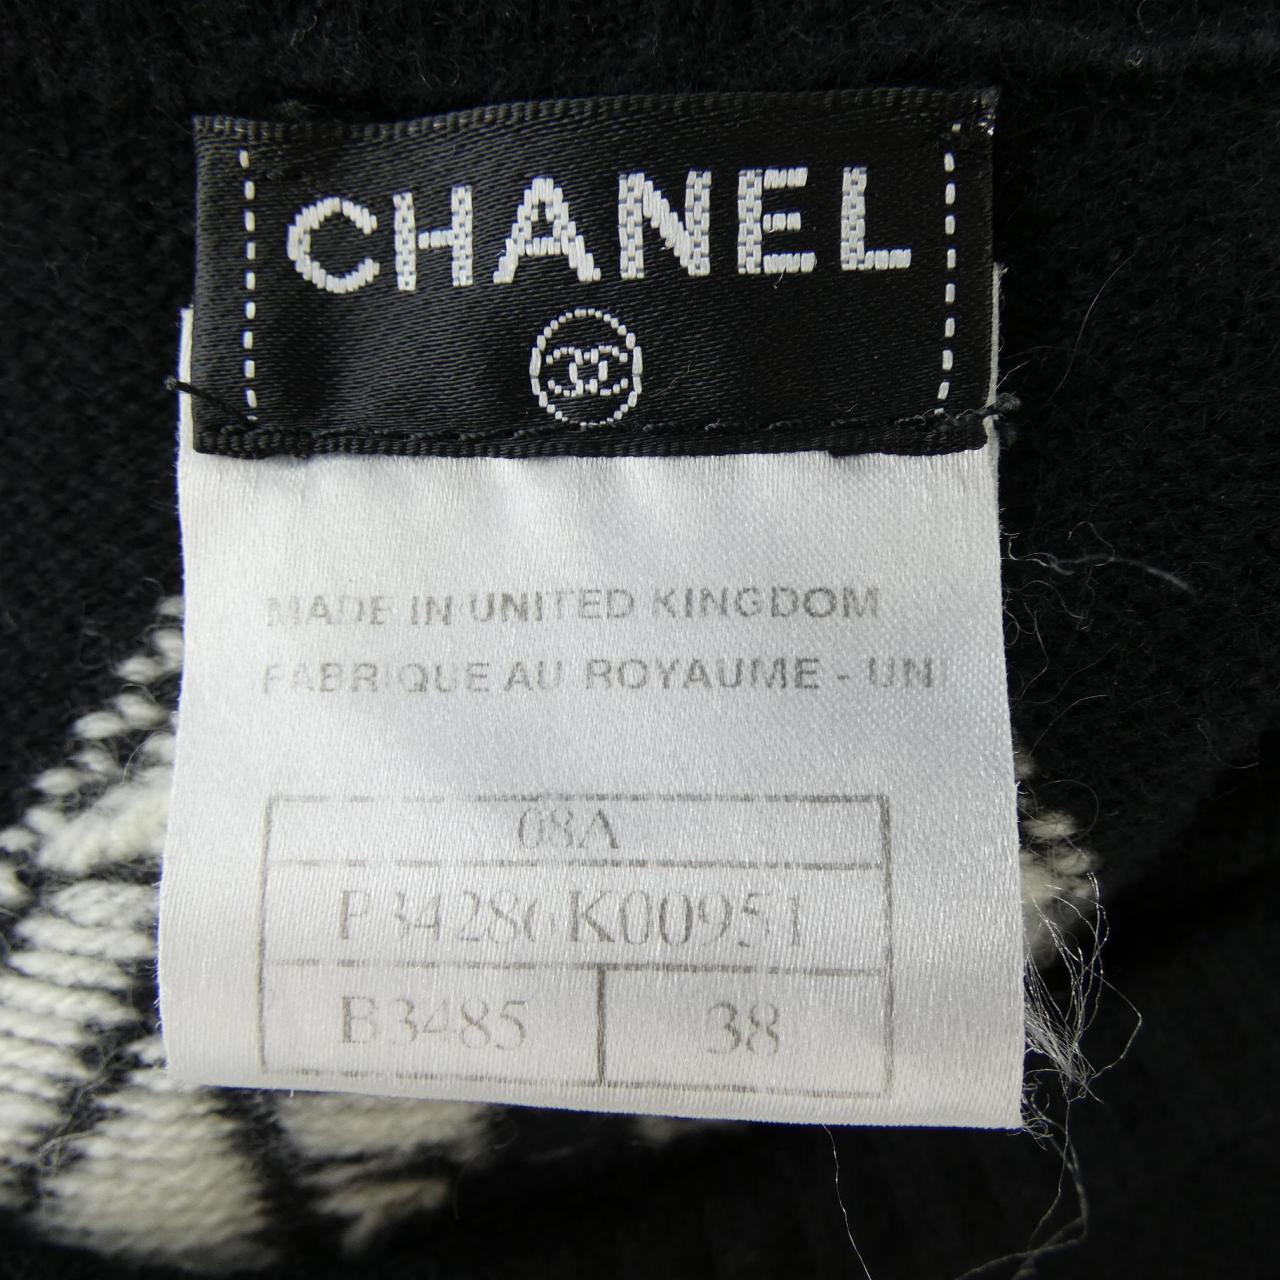 CHANEL
MADE IN UNITED KINGDOM
FABRIQUE AU ROYAUME - UNI
08A
P34286K00951
B3485 38